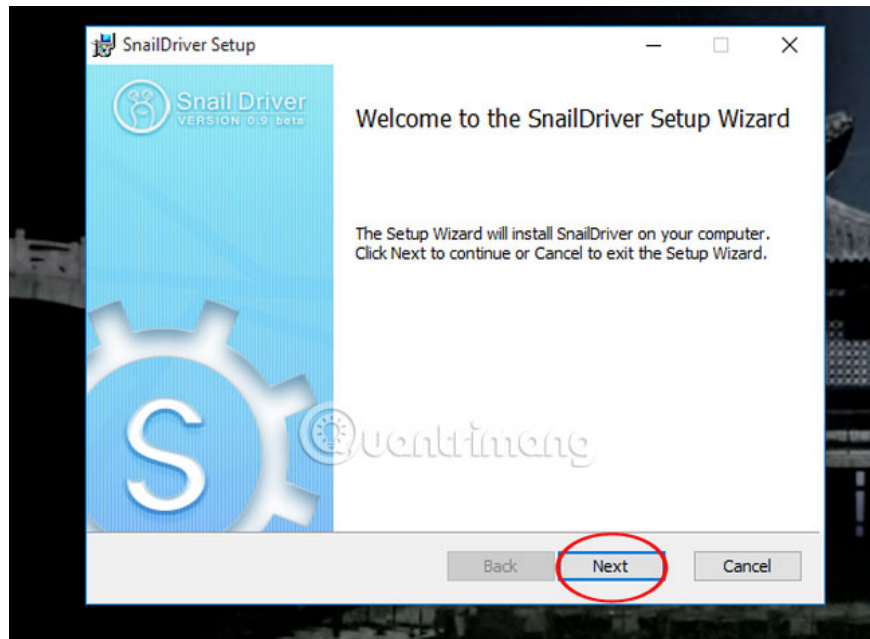 SnailDriver Setup
Snail Driver
VERSION 0.9 beta
Welcome to the SnailDriver Setup Wizard
The Setup Wizard will install SnailDriver on your computer.
Click Next to continue or Cancel to exit the Setup Wizard.
S
Quantrimang
Back
Next
Cancel